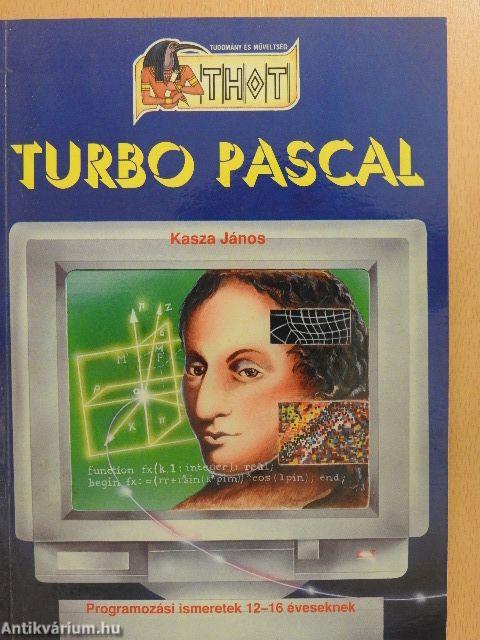 TUDOMÁNY ÉS MŰVELTSÉG
THOT
TURBO PASCAL
Kasza János
n
z
G
M
M
F
P
K
π
function fx(k,l:integer): real;
begin fx:=(rr+r*sin(k*pim))*cos(l*pin); end;
Programozási ismeretek 12–16 éveseknek
Antikvárium.hu